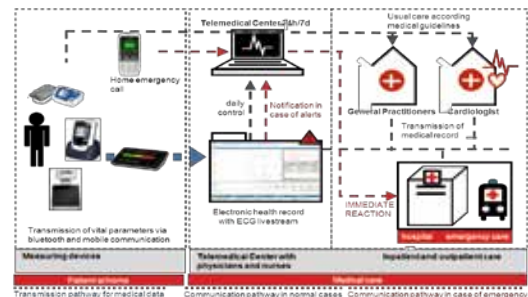 Telemedical Center 24h/7d
Usual care according
medical guidelines
Home emergency
call
daily
control
Notification in
case of alerts
General Practitioners
Cardiologist
Transmission of
medical record
IMMEDIATE
REACTION
Electronic health record
with ECG livestream
hospital
emergency care
Transmission of vital parameters via
bluetooth and mobile communication
Measuring devices
Telemedical Center with
physicians and nurses
Inpatient and outpatient care
Patient at home
Medical care
Transmission pathway for medical data
Communication pathway in normal cases
Communication pathway in case of emergency